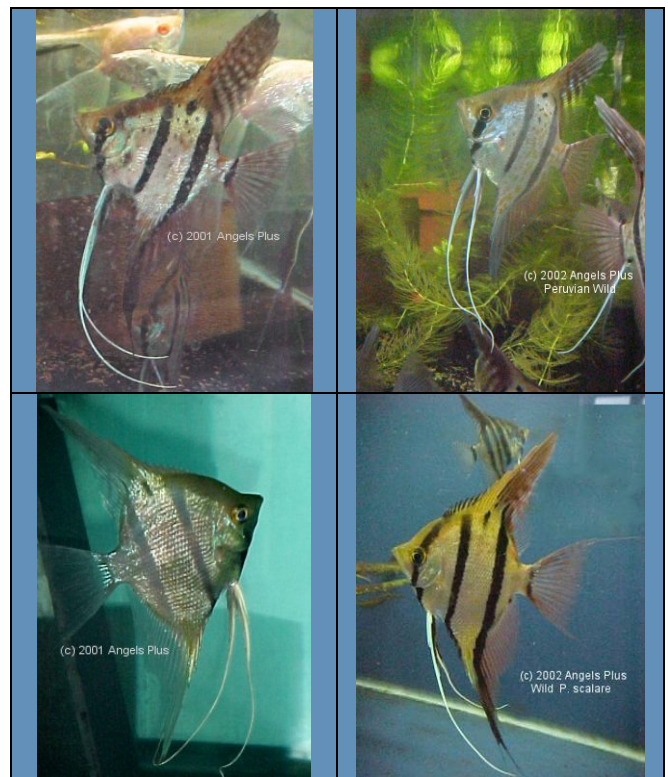 (c) 2001 Angels Plus
(c) 2002 Angels Plus
Peruvian Wild
(c) 2001 Angels Plus
(c) 2002 Angels Plus
Wild P. scalare